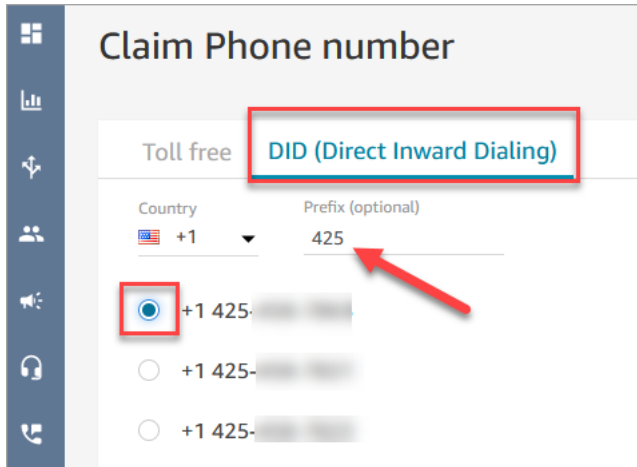 Claim Phone number
Toll free DID (Direct Inward Dialing)
Country Prefix (optional)
+1 425
+1 425-
+1 425-
+1 425-